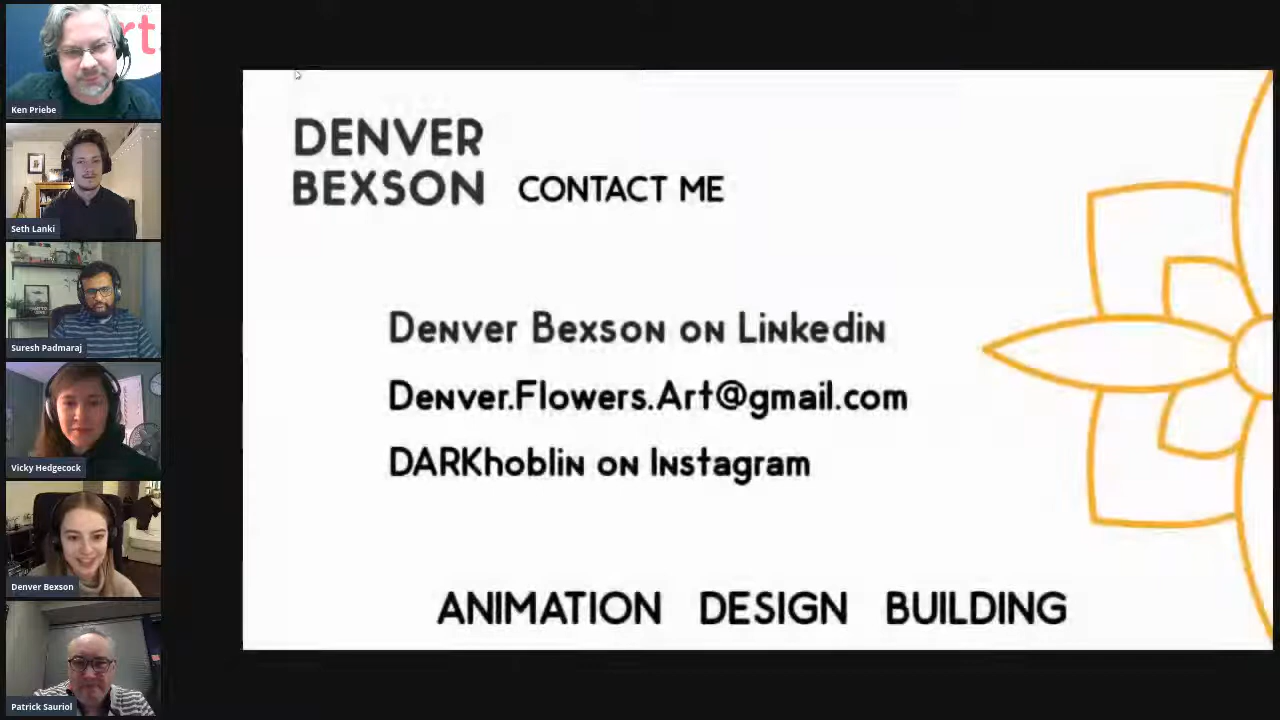 rts
Ken Priebe
Seth Lanki
Suresh Padmaraj
Vicky Hedgecock
Denver Bexson
Patrick Sauriol
DENVER
BEXSON
CONTACT ME
Denver Bexson on Linkedin
Denver.Flowers.Art@gmail.com
DARKhoblin on Instagram
ANIMATION DESIGN BUILDING